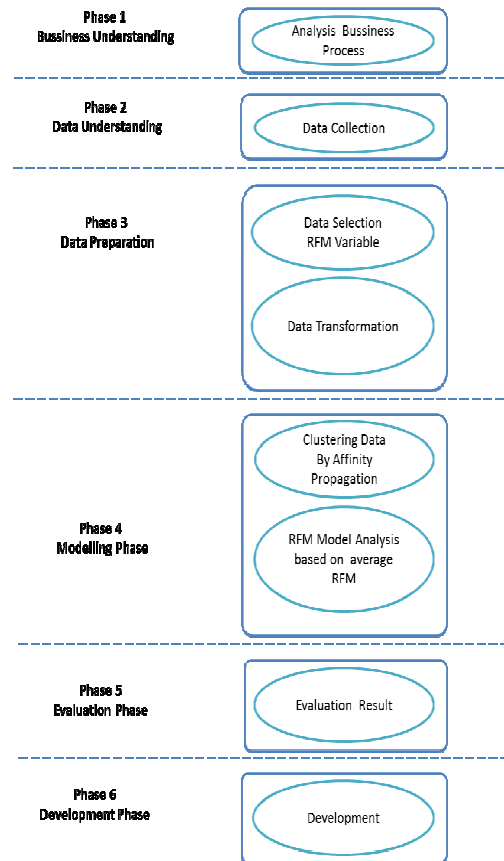 Phase 1
Bussiness Understanding
Analysis Bussiness
Process
Phase 2
Data Understanding
Data Collection
Phase 3
Data Preparation
Data Selection
RFM Variable
Data Transformation
Phase 4
Modelling Phase
Clustering Data
By Affinity
Propagation
RFM Model Analysis
based on average
RFM
Phase 5
Evaluation Phase
Evaluation Result
Phase 6
Development Phase
Development